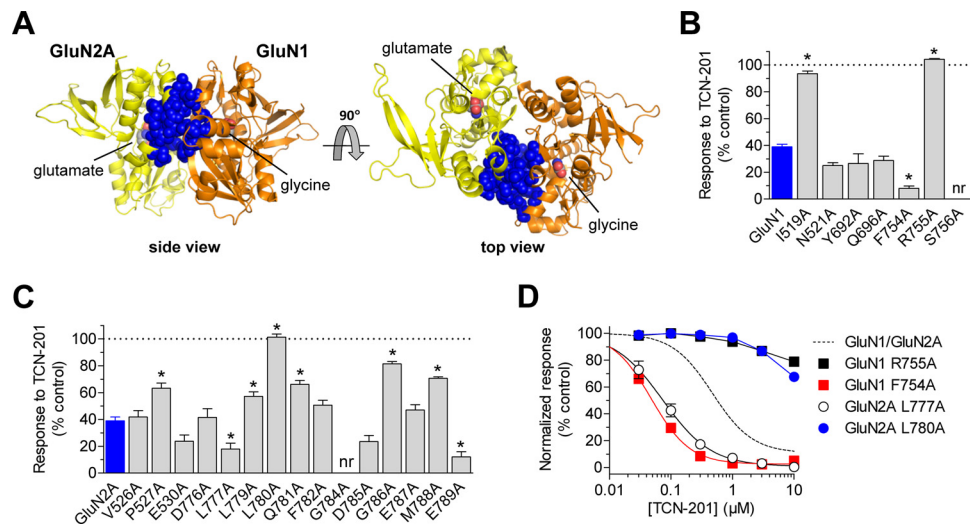 A
GluN2A
GluN1
glutamate
glycine
side view
90°
glutamate
glycine
top view
B
Response to TCN-201
(% control)
100
80
60
40
20
0
*
*
*
nr
GluN1
I519A
N521A
Y692A
Q696A
F754A
R755A
S756A
C
Response to TCN-201
(% control)
100
80
60
40
20
0
*
*
*
*
*
nr
*
*
*
GluN2A
V526A
P527A
E530A
D776A
L777A
L779A
L780A
Q781A
F782A
G784A
D785A
G786A
E787A
M788A
E789A
D
Normalized response
(% control)
100
80
60
40
20
0
0.01
0.1
1
10
[TCN-201] (µM)
GluN1/GluN2A
GluN1 R755A
GluN1 F754A
GluN2A L777A
GluN2A L780A